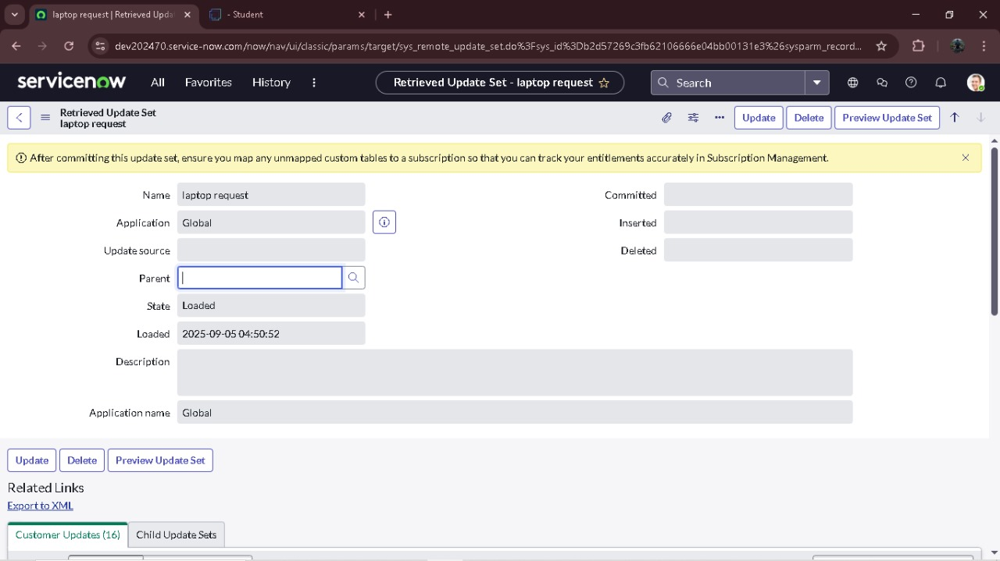 laptop request | Retrieved Upda
- Student
dev202470.service-now.com/now/nav/ui/classic/params/target/sys_remote_update_set.do%3Fsys_id%3Db2d57269c3fb62106666e04bb00131e3%26sysparm_record...
servicenow All Favorites History Retrieved Update Set - laptop request Search
Retrieved Update Set
laptop request
Update Delete Preview Update Set
After committing this update set, ensure you map any unmapped custom tables to a subscription so that you can track your entitlements accurately in Subscription Management.
Name laptop request Committed
Application Global Inserted
Update source Deleted
Parent
State Loaded
Loaded 2025-09-05 04:50:52
Description
Application name Global
Update Delete Preview Update Set
Related Links
Export to XML
Customer Updates (16) Child Update Sets